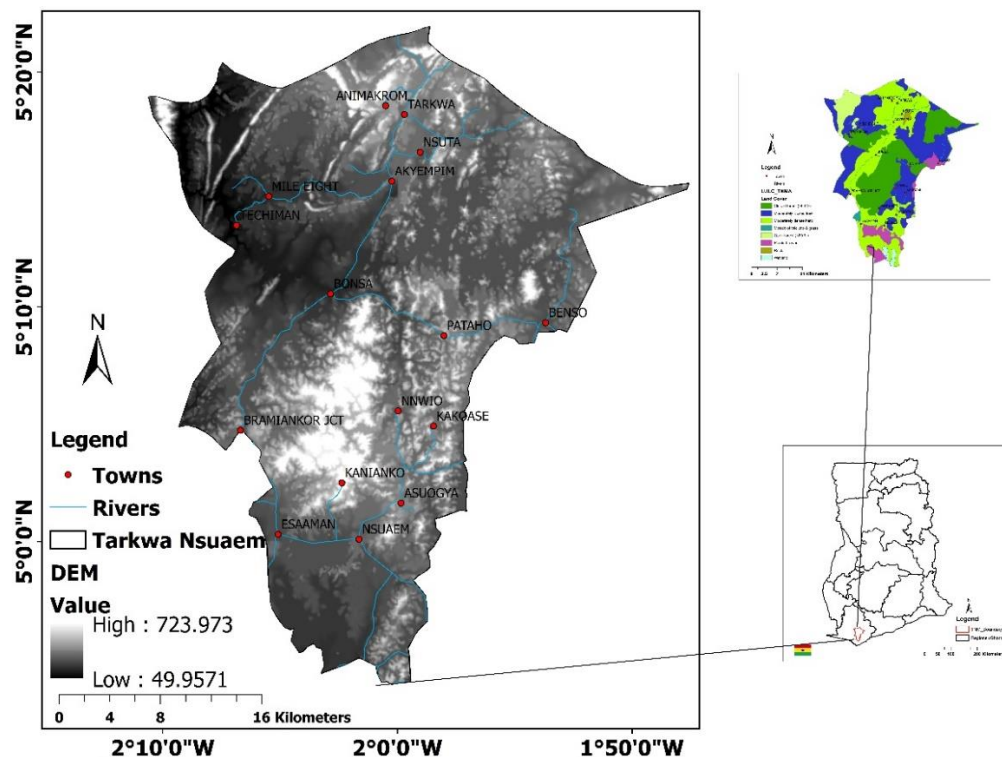 5°20'0"N
5°10'0"N
5°0'0"N
2°10'0"W
2°0'0"W
1°50'0"W
ANIMAKROM
TARKWA
NSUTA
AKYEMPIM
MILE EIGHT
TECHIMAN
BONSA
PATAHO
BENSO
NNWIO
KAKOASE
BRAMIANKOR JCT
KANIANKO
ASUOGYA
ESAAMAN
NSUAEM
N
Legend
Towns
Rivers
Tarkwa Nsuaem
DEM
Value
High : 723.973
Low : 49.9571
0 4 8 16 Kilometers
Legend
Land Cover
Legend